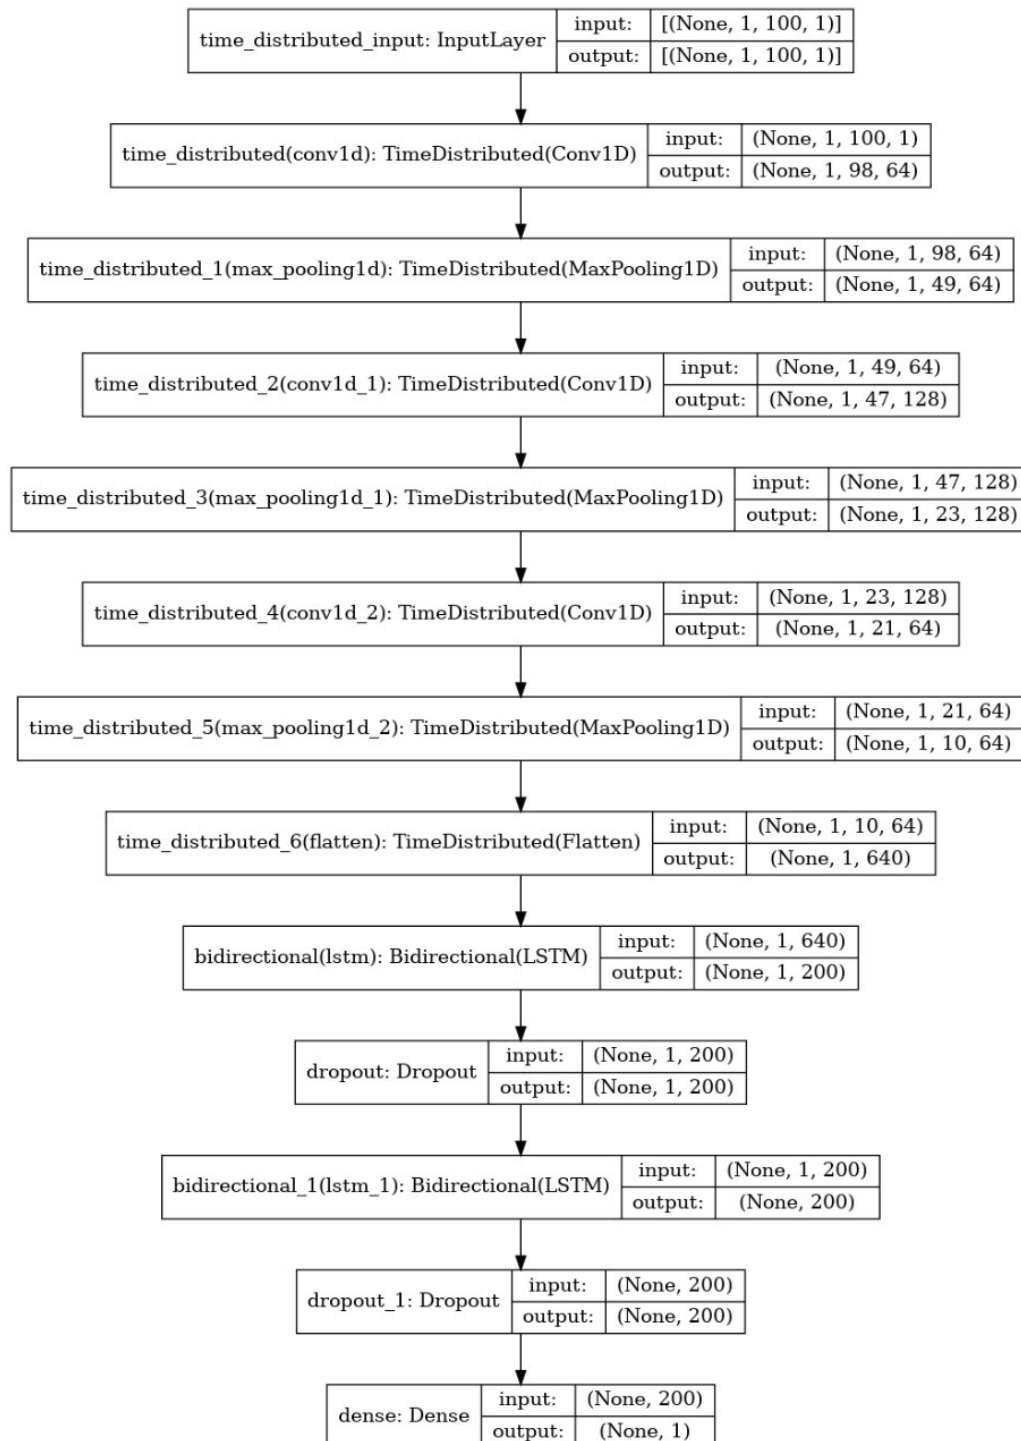 time_distributed_input: InputLayer
input: [(None, 1, 100, 1)]
output: [(None, 1, 100, 1)]
time_distributed(conv1d): TimeDistributed(Conv1D)
input: (None, 1, 100, 1)
output: (None, 1, 98, 64)
time_distributed_1(max_pooling1d): TimeDistributed(MaxPooling1D)
input: (None, 1, 98, 64)
output: (None, 1, 49, 64)
time_distributed_2(conv1d_1): TimeDistributed(Conv1D)
input: (None, 1, 49, 64)
output: (None, 1, 47, 128)
time_distributed_3(max_pooling1d_1): TimeDistributed(MaxPooling1D)
input: (None, 1, 47, 128)
output: (None, 1, 23, 128)
time_distributed_4(conv1d_2): TimeDistributed(Conv1D)
input: (None, 1, 23, 128)
output: (None, 1, 21, 64)
time_distributed_5(max_pooling1d_2): TimeDistributed(MaxPooling1D)
input: (None, 1, 21, 64)
output: (None, 1, 10, 64)
time_distributed_6(flatten): TimeDistributed(Flatten)
input: (None, 1, 10, 64)
output: (None, 1, 640)
bidirectional(lstm): Bidirectional(LSTM)
input: (None, 1, 640)
output: (None, 1, 200)
dropout: Dropout
input: (None, 1, 200)
output: (None, 1, 200)
bidirectional_1(lstm_1): Bidirectional(LSTM)
input: (None, 1, 200)
output: (None, 200)
dropout_1: Dropout
input: (None, 200)
output: (None, 200)
dense: Dense
input: (None, 200)
output: (None, 1)